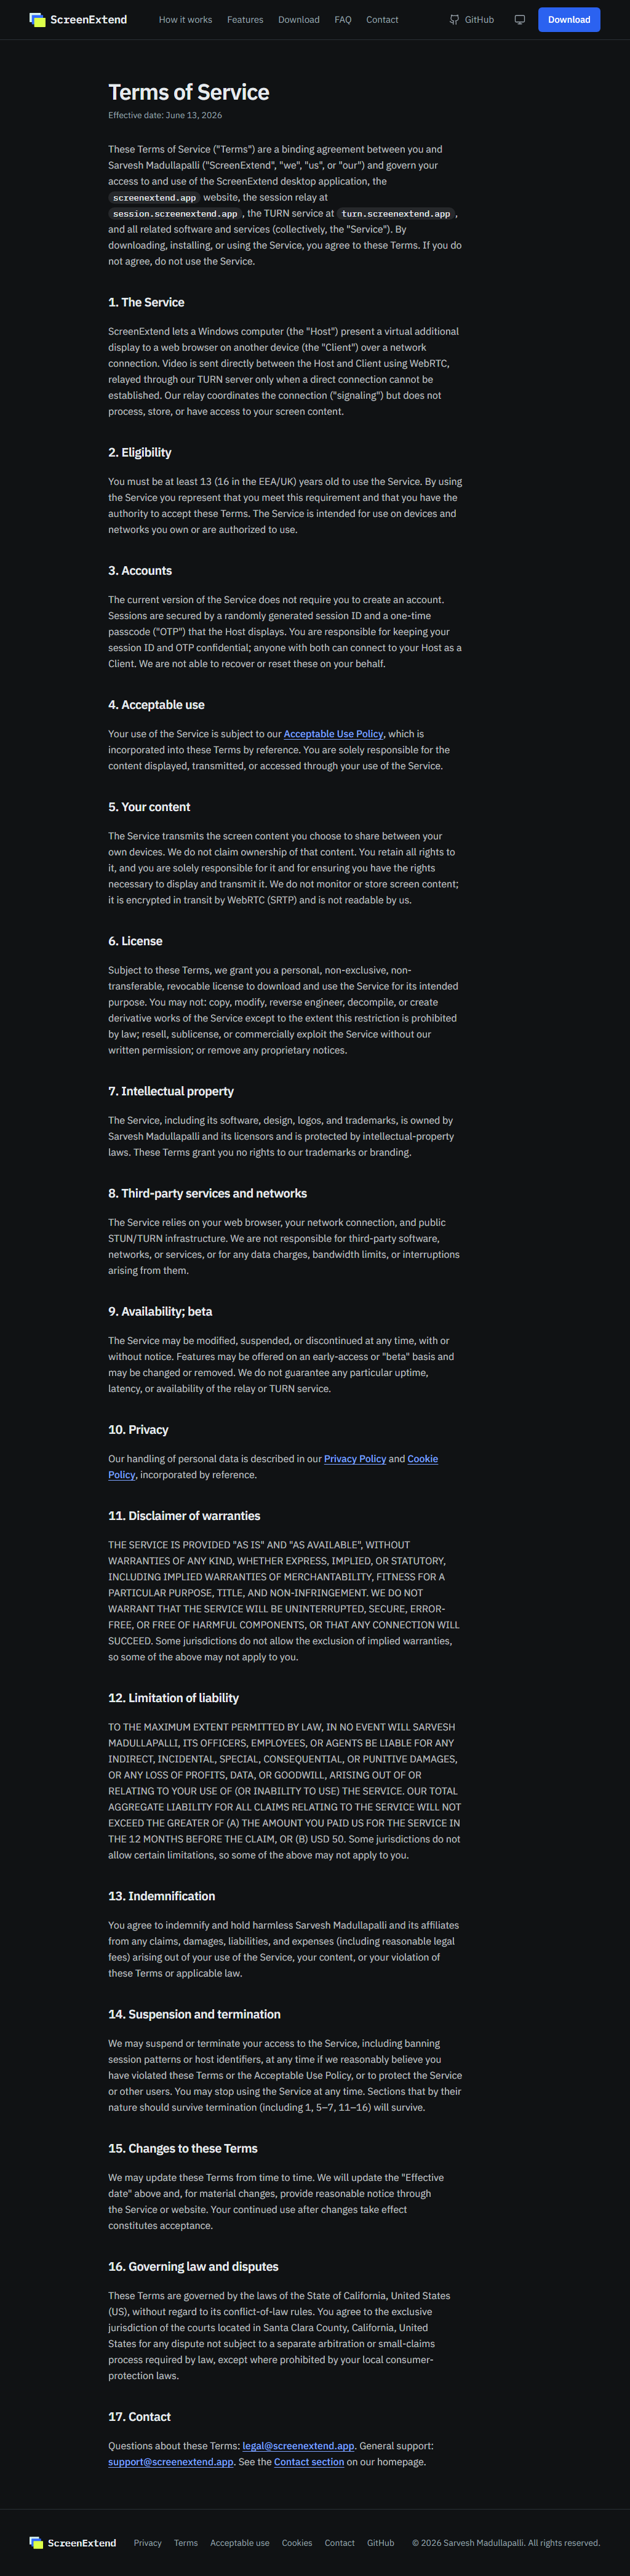 ScreenExtend How it works Features Download FAQ Contact GitHub Download
Terms of Service
Effective date: June 13, 2026
These Terms of Service ("Terms") are a binding agreement between you and
Sarvesh Madullapalli ("ScreenExtend", "we", "us", or "our") and govern your
access to and use of the ScreenExtend desktop application, the
screenextend.app website, the session relay at
session.screenextend.app, the TURN service at turn.screenextend.app,
and all related software and services (collectively, the "Service"). By
downloading, installing, or using the Service, you agree to these Terms. If you do
not agree, do not use the Service.
1. The Service
ScreenExtend lets a Windows computer (the "Host") present a virtual additional
display to a web browser on another device (the "Client") over a network
connection. Video is sent directly between the Host and Client using WebRTC,
relayed through our TURN server only when a direct connection cannot be
established. Our relay coordinates the connection ("signaling") but does not
process, store, or have access to your screen content.
2. Eligibility
You must be at least 13 (16 in the EEA/UK) years old to use the Service. By using
the Service you represent that you meet this requirement and that you have the
authority to accept these Terms. The Service is intended for use on devices and
networks you own or are authorized to use.
3. Accounts
The current version of the Service does not require you to create an account.
Sessions are secured by a randomly generated session ID and a one-time
passcode ("OTP") that the Host displays. You are responsible for keeping your
session ID and OTP confidential; anyone with both can connect to your Host as a
Client. We are not able to recover or reset these on your behalf.
4. Acceptable use
Your use of the Service is subject to our Acceptable Use Policy, which is
incorporated into these Terms by reference. You are solely responsible for the
content displayed, transmitted, or accessed through your use of the Service.
5. Your content
The Service transmits the screen content you choose to share between your
own devices. We do not claim ownership of that content. You retain all rights to
it, and you are solely responsible for it and for ensuring you have the rights
necessary to display and transmit it. We do not monitor or store screen content;
it is encrypted in transit by WebRTC (SRTP) and is not readable by us.
6. License
Subject to these Terms, we grant you a personal, non-exclusive, non-
transferable, revocable license to download and use the Service for its intended
purpose. You may not: copy, modify, reverse engineer, decompile, or create
derivative works of the Service except to the extent this restriction is prohibited
by law; resell, sublicense, or commercially exploit the Service without our
written permission; or remove any proprietary notices.
7. Intellectual property
The Service, including its software, design, logos, and trademarks, is owned by
Sarvesh Madullapalli and its licensors and is protected by intellectual-property
laws. These Terms grant you no rights to our trademarks or branding.
8. Third-party services and networks
The Service relies on your web browser, your network connection, and public
STUN/TURN infrastructure. We are not responsible for third-party software,
networks, or services, or for any data charges, bandwidth limits, or interruptions
arising from them.
9. Availability; beta
The Service may be modified, suspended, or discontinued at any time, with or
without notice. Features may be offered on an early-access or "beta" basis and
may be changed or removed. We do not guarantee any particular uptime,
latency, or availability of the relay or TURN service.
10. Privacy
Our handling of personal data is described in our Privacy Policy and Cookie
Policy, incorporated by reference.
11. Disclaimer of warranties
THE SERVICE IS PROVIDED "AS IS" AND "AS AVAILABLE", WITHOUT
WARRANTIES OF ANY KIND, WHETHER EXPRESS, IMPLIED, OR STATUTORY,
INCLUDING IMPLIED WARRANTIES OF MERCHANTABILITY, FITNESS FOR A
PARTICULAR PURPOSE, TITLE, AND NON-INFRINGEMENT. WE DO NOT
WARRANT THAT THE SERVICE WILL BE UNINTERRUPTED, SECURE, ERROR-
FREE, OR FREE OF HARMFUL COMPONENTS, OR THAT ANY CONNECTION WILL
SUCCEED. Some jurisdictions do not allow the exclusion of implied warranties,
so some of the above may not apply to you.
12. Limitation of liability
TO THE MAXIMUM EXTENT PERMITTED BY LAW, IN NO EVENT WILL SARVESH
MADULLAPALLI, ITS OFFICERS, EMPLOYEES, OR AGENTS BE LIABLE FOR ANY
INDIRECT, INCIDENTAL, SPECIAL, CONSEQUENTIAL, OR PUNITIVE DAMAGES,
OR ANY LOSS OF PROFITS, DATA, OR GOODWILL, ARISING OUT OF OR
RELATING TO YOUR USE OF (OR INABILITY TO USE) THE SERVICE. OUR TOTAL
AGGREGATE LIABILITY FOR ALL CLAIMS RELATING TO THE SERVICE WILL NOT
EXCEED THE GREATER OF (A) THE AMOUNT YOU PAID US FOR THE SERVICE IN
THE 12 MONTHS BEFORE THE CLAIM, OR (B) USD 50. Some jurisdictions do not
allow certain limitations, so some of the above may not apply to you.
13. Indemnification
You agree to indemnify and hold harmless Sarvesh Madullapalli and its affiliates
from any claims, damages, liabilities, and expenses (including reasonable legal
fees) arising out of your use of the Service, your content, or your violation of
these Terms or applicable law.
14. Suspension and termination
We may suspend or terminate your access to the Service, including banning
session patterns or host identifiers, at any time if we reasonably believe you
have violated these Terms or the Acceptable Use Policy, or to protect the Service
or other users. You may stop using the Service at any time. Sections that by their
nature should survive termination (including 1, 5–7, 11–16) will survive.
15. Changes to these Terms
We may update these Terms from time to time. We will update the "Effective
date" above and, for material changes, provide reasonable notice through
the Service or website. Your continued use after changes take effect
constitutes acceptance.
16. Governing law and disputes
These Terms are governed by the laws of the State of California, United States
(US), without regard to its conflict-of-law rules. You agree to the exclusive
jurisdiction of the courts located in Santa Clara County, California, United
States for any dispute not subject to a separate arbitration or small-claims
process required by law, except where prohibited by your local consumer-
protection laws.
17. Contact
Questions about these Terms: legal@screenextend.app. General support:
support@screenextend.app. See the Contact section on our homepage.
ScreenExtend Privacy Terms Acceptable use Cookies Contact GitHub © 2026 Sarvesh Madullapalli. All rights reserved.